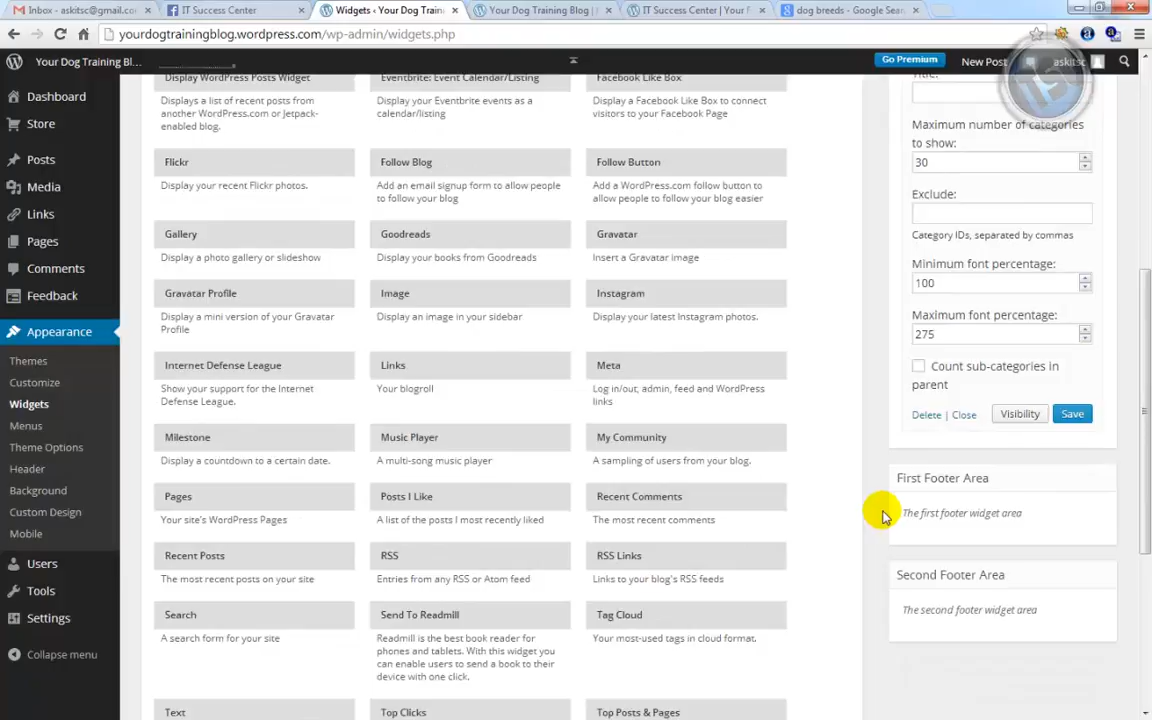 Inbox - askitsc@gmail.co
IT Success Center
Widgets ‹ Your Dog Train
Your Dog Training Blog |
IT Success Center | Your F
dog breeds - Google Sear
yourdogtrainingblog.wordpress.com/wp-admin/widgets.php
Your Dog Training Bl...
Go Premium
New Post
askitsc
Dashboard
Store
Posts
Media
Links
Pages
Comments
Feedback
Appearance
Themes
Customize
Widgets
Menus
Theme Options
Header
Background
Custom Design
Mobile
Users
Tools
Settings
Collapse menu
Display WordPress Posts Widget
Displays a list of recent posts from
another WordPress.com or Jetpack-
enabled blog.
Eventbrite: Event Calendar/Listing
Display your Eventbrite events as a
calendar/listing
Facebook Like Box
Display a Facebook Like Box to connect
visitors to your Facebook Page
Flickr
Display your recent Flickr photos.
Follow Blog
Add an email signup form to allow people
to follow your blog
Follow Button
Add a WordPress.com follow button to
allow people to follow your blog easier
Gallery
Display a photo gallery or slideshow
Goodreads
Display your books from Goodreads
Gravatar
Insert a Gravatar image
Gravatar Profile
Display a mini version of your Gravatar
Profile
Image
Display an image in your sidebar
Instagram
Display your latest Instagram photos.
Internet Defense League
Show your support for the Internet
Defense League.
Links
Your blogroll
Meta
Log in/out, admin, feed and WordPress
links
Milestone
Display a countdown to a certain date.
Music Player
A multi-song music player
My Community
A sampling of users from your blog.
Pages
Your site's WordPress Pages
Posts I Like
A list of the posts I most recently liked
Recent Comments
The most recent comments
Recent Posts
The most recent posts on your site
RSS
Entries from any RSS or Atom feed
RSS Links
Links to your blog's RSS feeds
Search
A search form for your site
Send To Readmill
Readmill is the best book reader for
phones and tablets. With this widget you
can enable users to send a book to their
device with one click.
Tag Cloud
Your most-used tags in cloud format.
Text
Top Clicks
Top Posts & Pages
Title:
Maximum number of categories
to show:
30
Exclude:
Category IDs, separated by commas
Minimum font percentage:
100
Maximum font percentage:
275
Count sub-categories in
parent
Delete | Close
Visibility
Save
First Footer Area
The first footer widget area
Second Footer Area
The second footer widget area